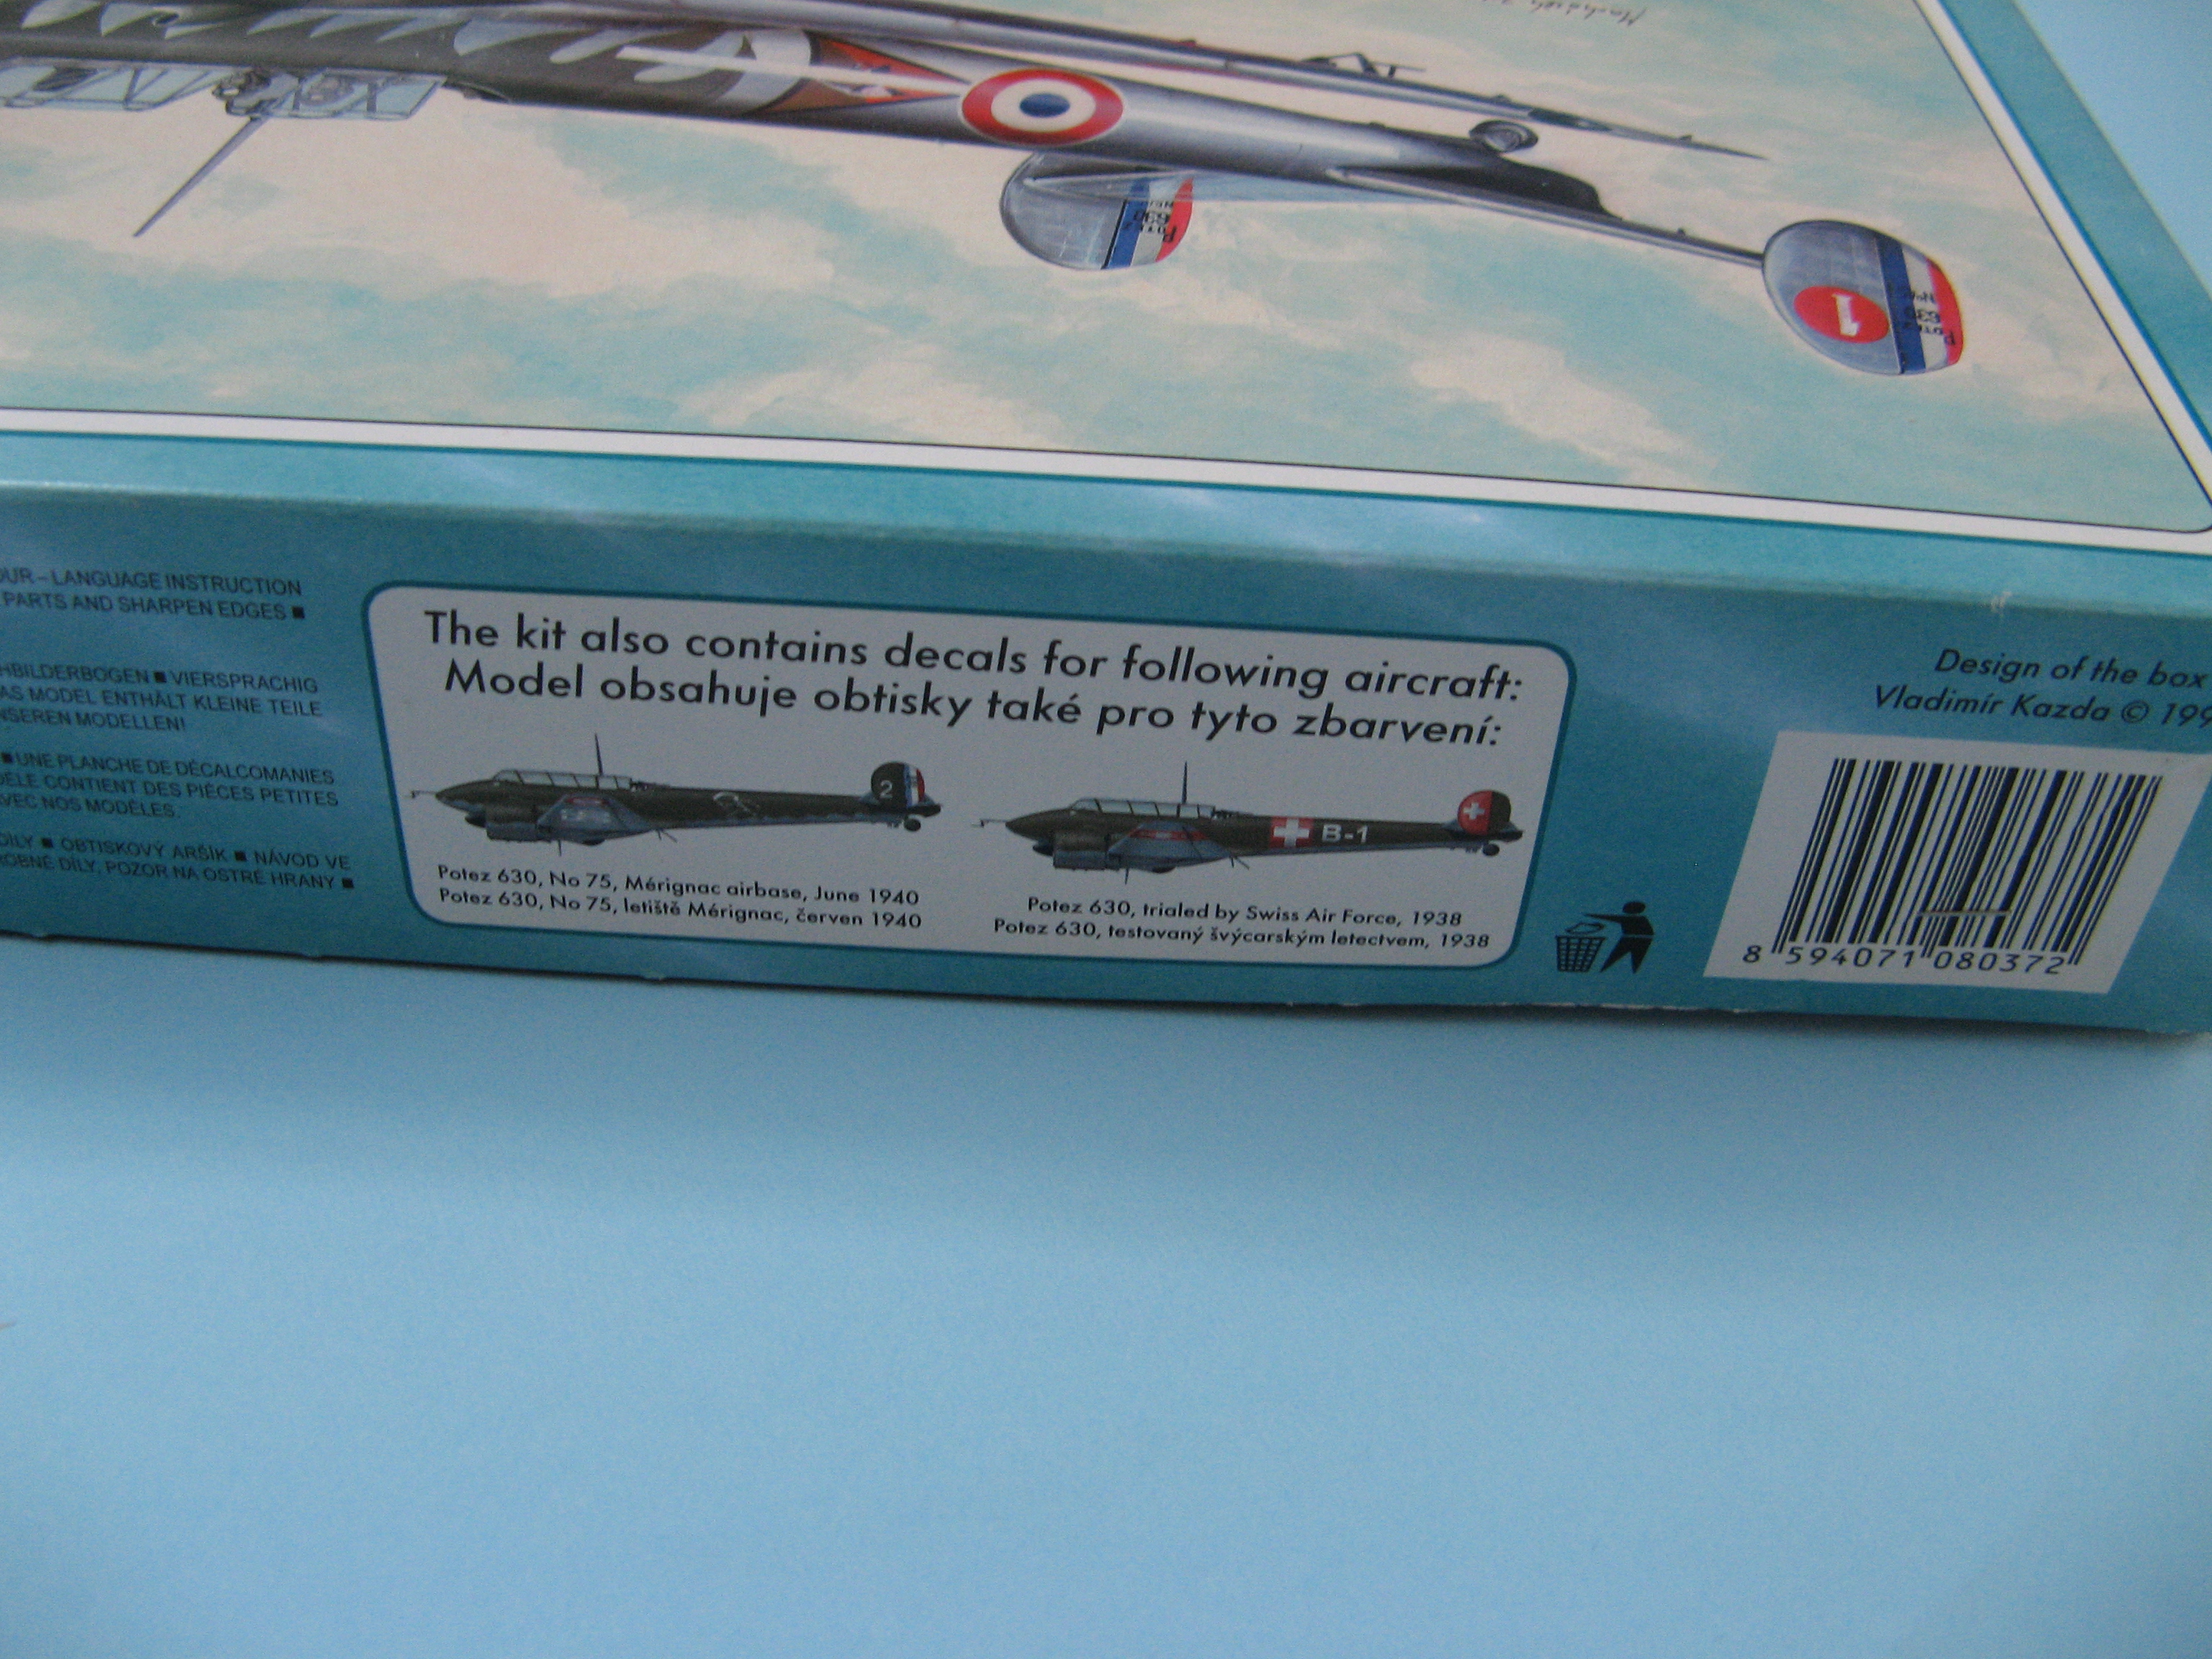 1
OUR – LANGUAGE INSTRUCTION
PARTS AND SHARPEN EDGES ■
HBILDERBOGEN ■ VIERSPRACHIG
AS MODEL ENTHÄLT KLEINE TEILE
NSEREN MODELLEN!
■ UNE PLANCHE DE DÉCALCOMANIES
DÈLE CONTIENT DES PIÈCES PETITES
AVEC NOS MODÈLES.
DÍLY ■ OBTISKOVÝ ARŠÍK ■ NÁVOD VE
ROBNÉ DÍLY, POZOR NA OSTRÉ HRANY ■
The kit also contains decals for following aircraft:
Model obsahuje obtisky také pro tyto zbarvení:
2
B-1
Potez 630, No 75, Mérignac airbase, June 1940
Potez 630, No 75, letiště Mérignac, červen 1940
Potez 630, trialed by Swiss Air Force, 1938
Potez 630, testovaný švýcarským letectvem, 1938
Design of the box
Vladimír Kazda © 199
8 594071 080372